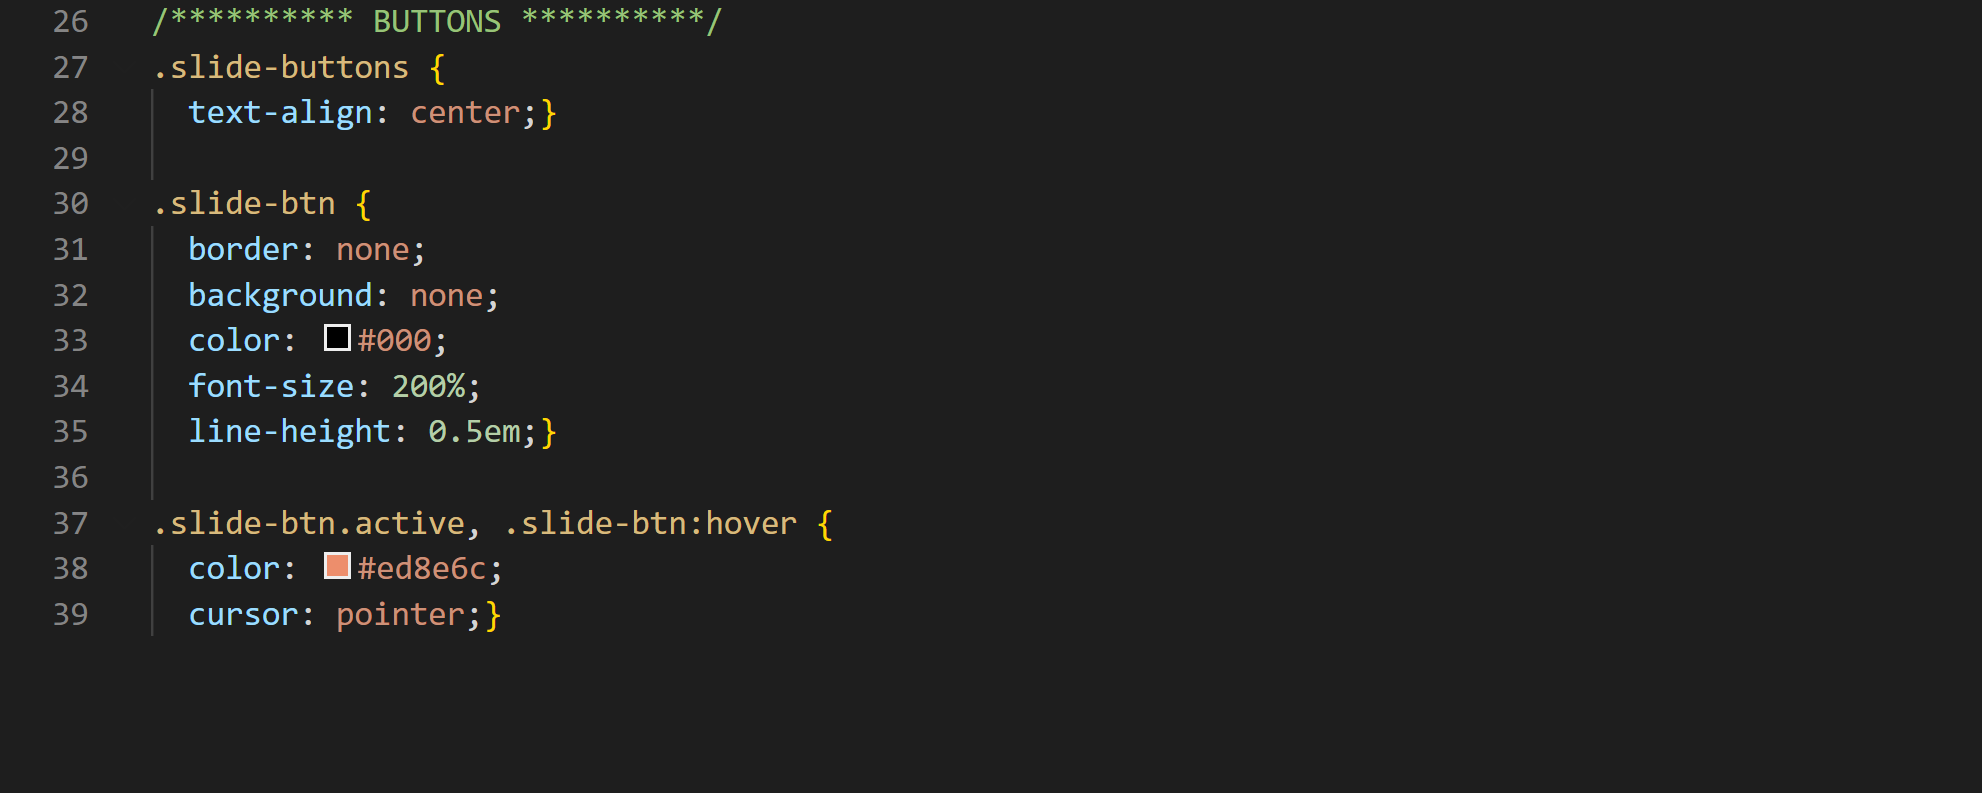 26 /********** BUTTONS **********/
27 .slide-buttons {
28 text-align: center;}
29
30 .slide-btn {
31 border: none;
32 background: none;
33 color: #000;
34 font-size: 200%;
35 line-height: 0.5em;}
36
37 .slide-btn.active, .slide-btn:hover {
38 color: #ed8e6c;
39 cursor: pointer;}